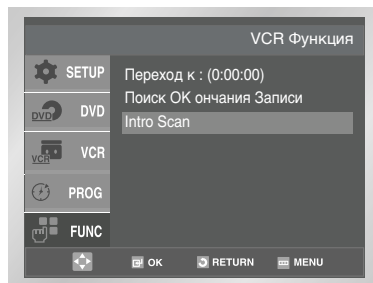 VCR Функция
SETUP
Переход к : (0:00:00)
DVD DVD
Поиск OK ончания Записи
Intro Scan
VCR VCR
PROG
FUNC
OK RETURN MENU